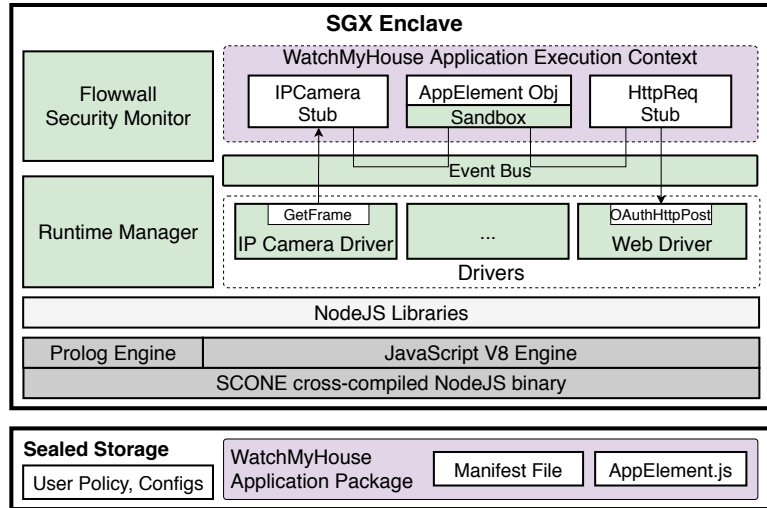 SGX Enclave
Flowwall
Security Monitor
WatchMyHouse Application Execution Context
IPCamera
Stub
AppElement Obj
Sandbox
HttpReq
Stub
Event Bus
Runtime Manager
GetFrame
IP Camera Driver
...
OAuthHttpPost
Web Driver
Drivers
NodeJS Libraries
Prolog Engine
JavaScript V8 Engine
SCONE cross-compiled NodeJS binary
Sealed Storage
User Policy, Configs
WatchMyHouse
Application Package
Manifest File
AppElement.js